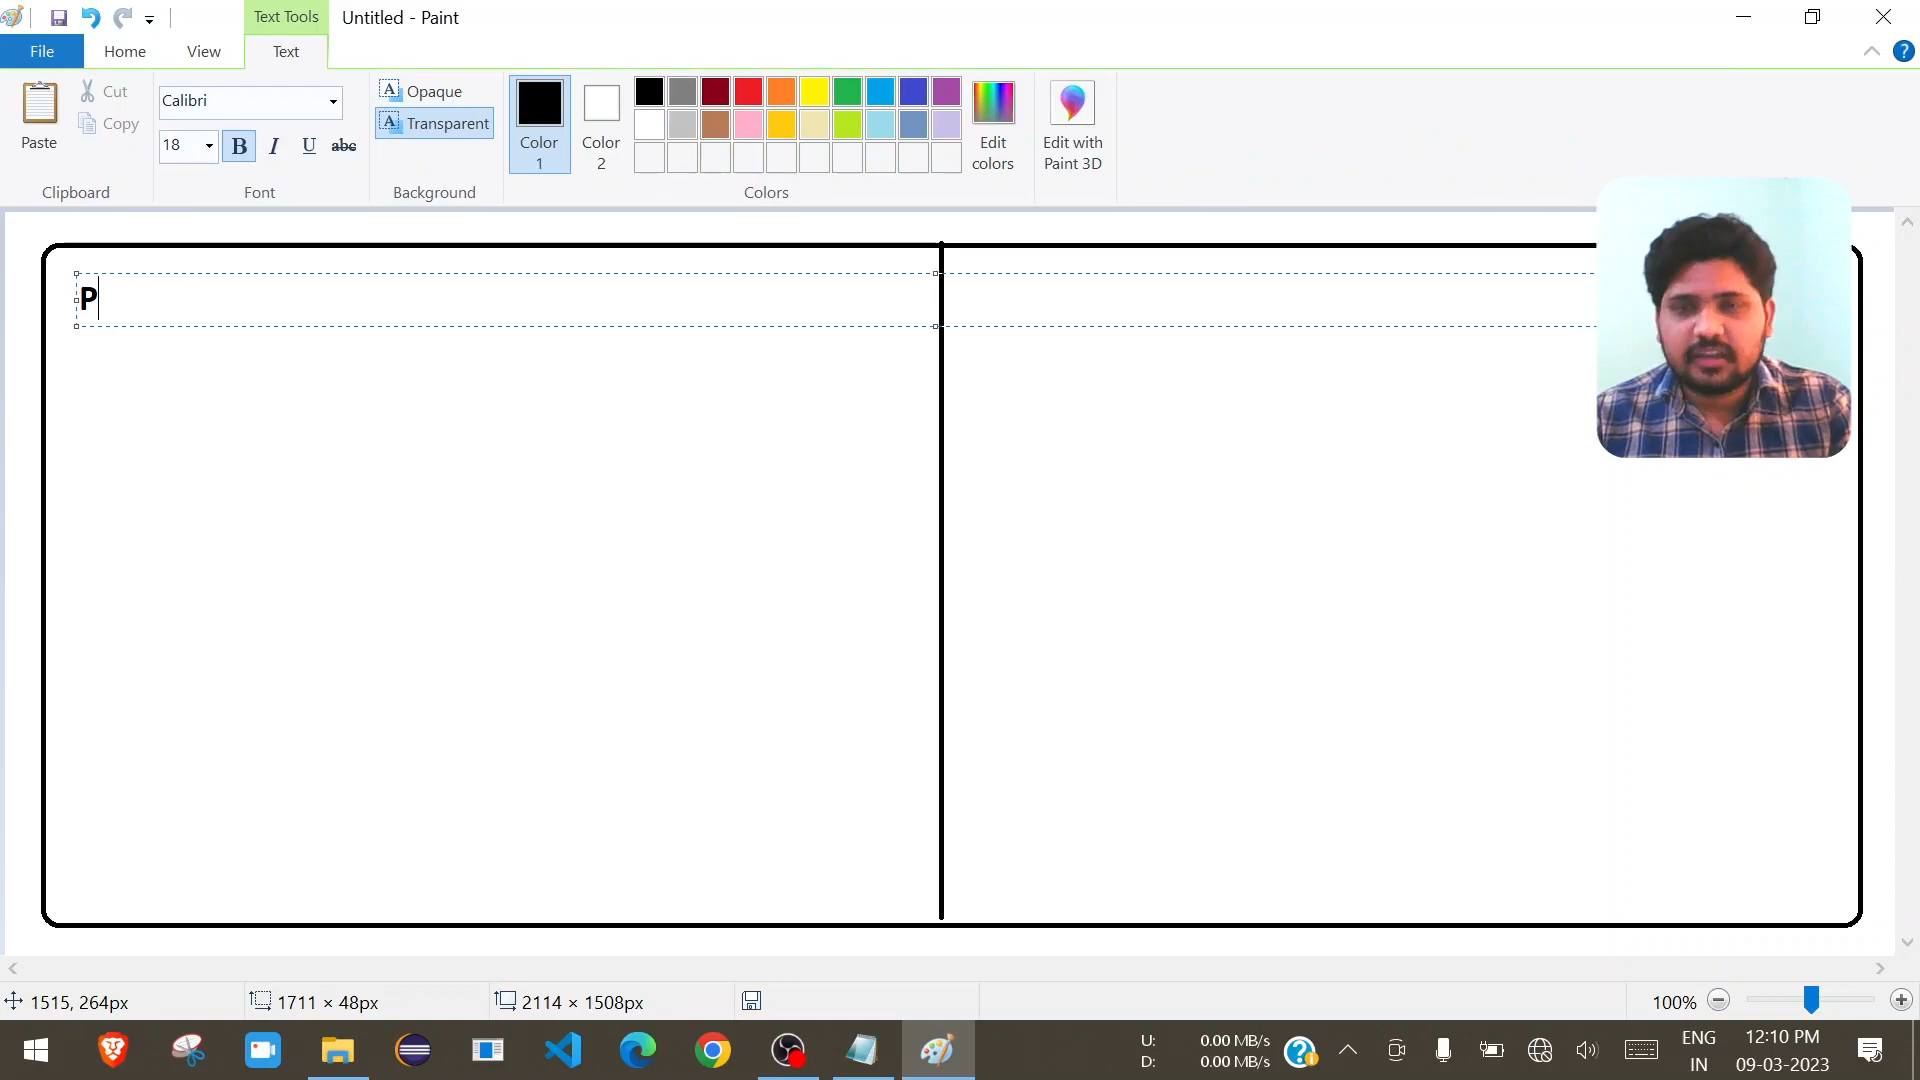 Text Tools
Untitled - Paint
File
Home
View
Text
Paste
Cut
Copy
Clipboard
Calibri
18
B
I
U
abc
Font
A Opaque
A Transparent
Background
Color
1
Color
2
Colors
Edit
colors
Edit with
Paint 3D
?
P
1515, 264px
1711 × 48px
2114 × 1508px
100%
U:
0.00 MB/s
D:
0.00 MB/s
ENG
IN
12:10 PM
09-03-2023